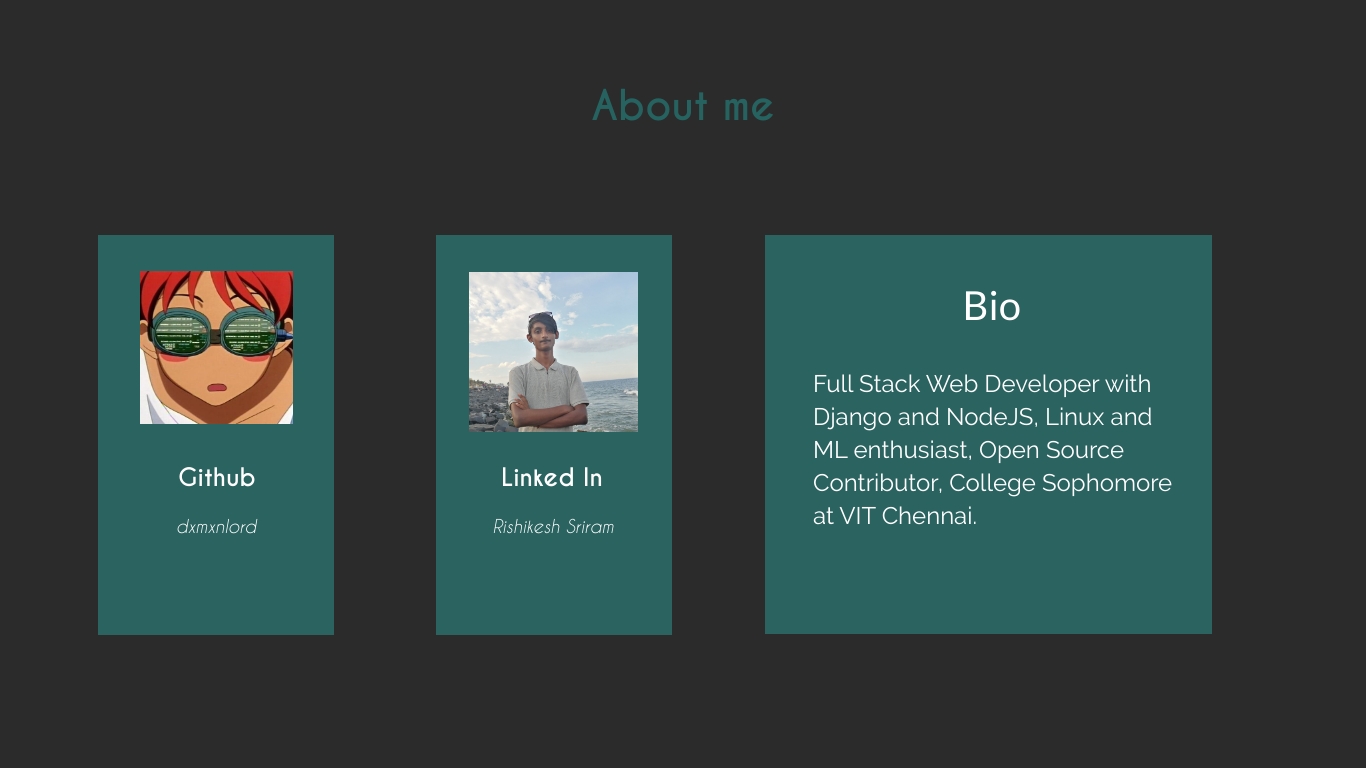 About me
Github
dxmxnlord
Linked In
Rishikesh Sriram
Bio
Full Stack Web Developer with
Django and NodeJS, Linux and
ML enthusiast, Open Source
Contributor, College Sophomore
at VIT Chennai.